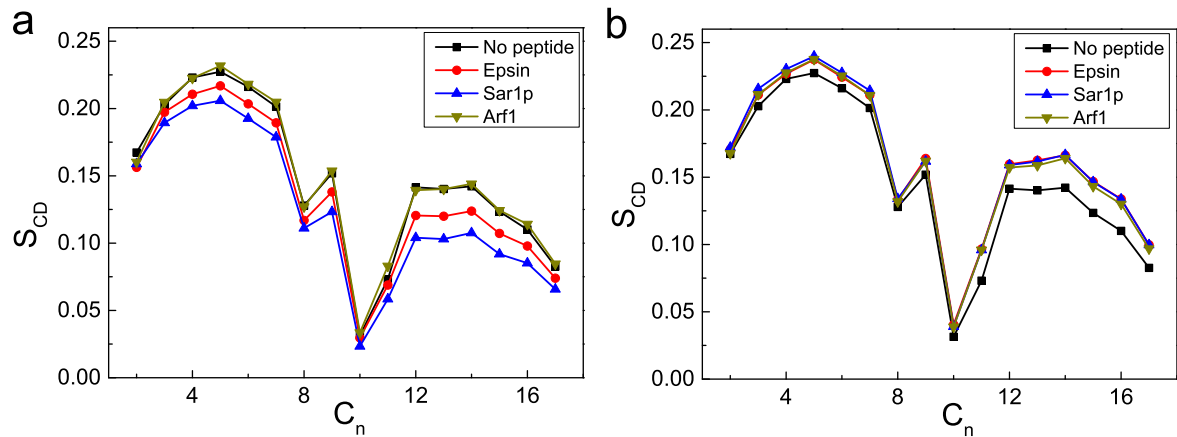 a
0.25
0.20
0.15
0.10
0.05
0.00
S_CD
4
8
12
16
C_n
No peptide
Epsin
Sar1p
Arf1
b
0.25
0.20
0.15
0.10
0.05
0.00
S_CD
4
8
12
16
C_n
No peptide
Epsin
Sar1p
Arf1